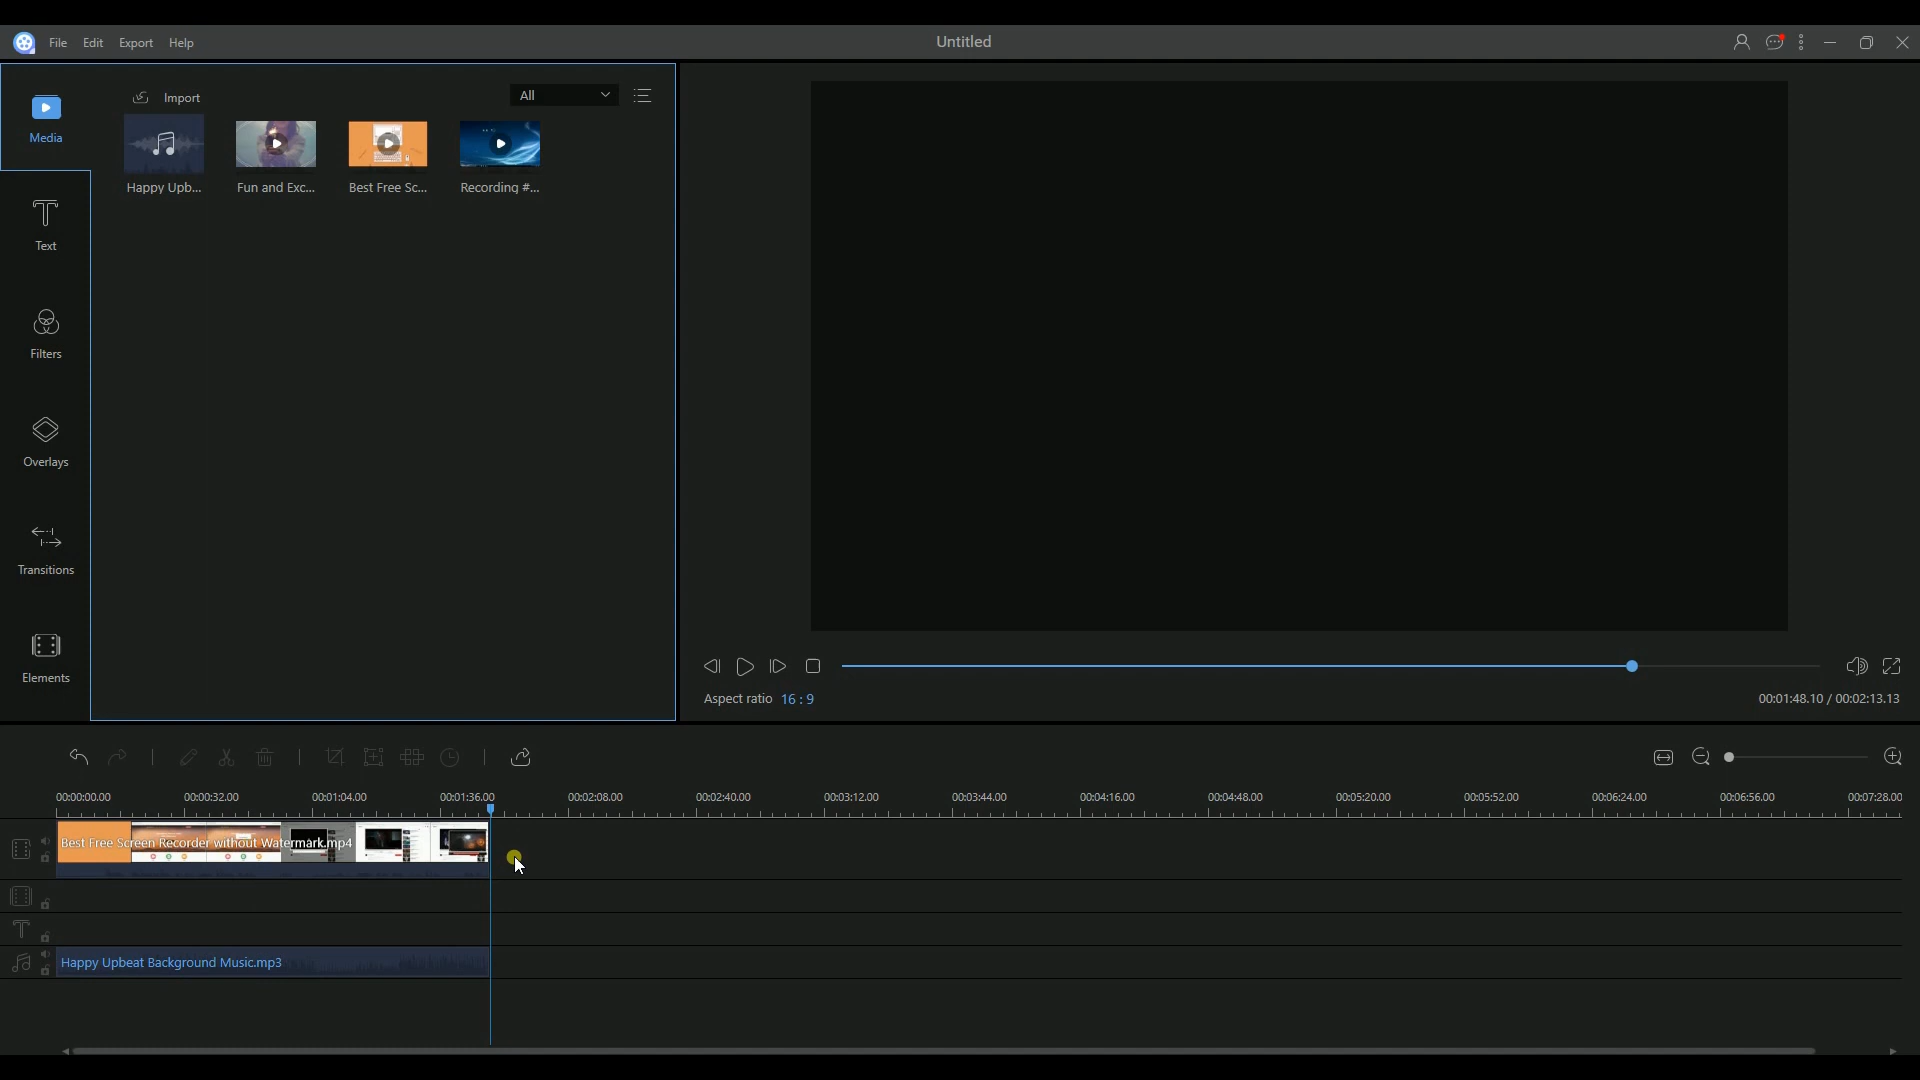 File Edit Export Help
Untitled
Import
All
Media
Happy Upb...
Fun and Exc...
Best Free Sc...
Recording #...
Text
Filters
Overlays
Transitions
Elements
Aspect ratio 16 : 9
00:01:48.10 / 00:02:13.13
00:00:00.00 00:00:32.00 00:01:04.00 00:01:36.00 00:02:08.00 00:02:40.00 00:03:12.00 00:03:44.00 00:04:16.00 00:04:48.00 00:05:20.00 00:05:52.00 00:06:24.00 00:06:56.00 00:07:28.00
Best Free Screen Recorder without Watermark.mp4
Happy Upbeat Background Music.mp3